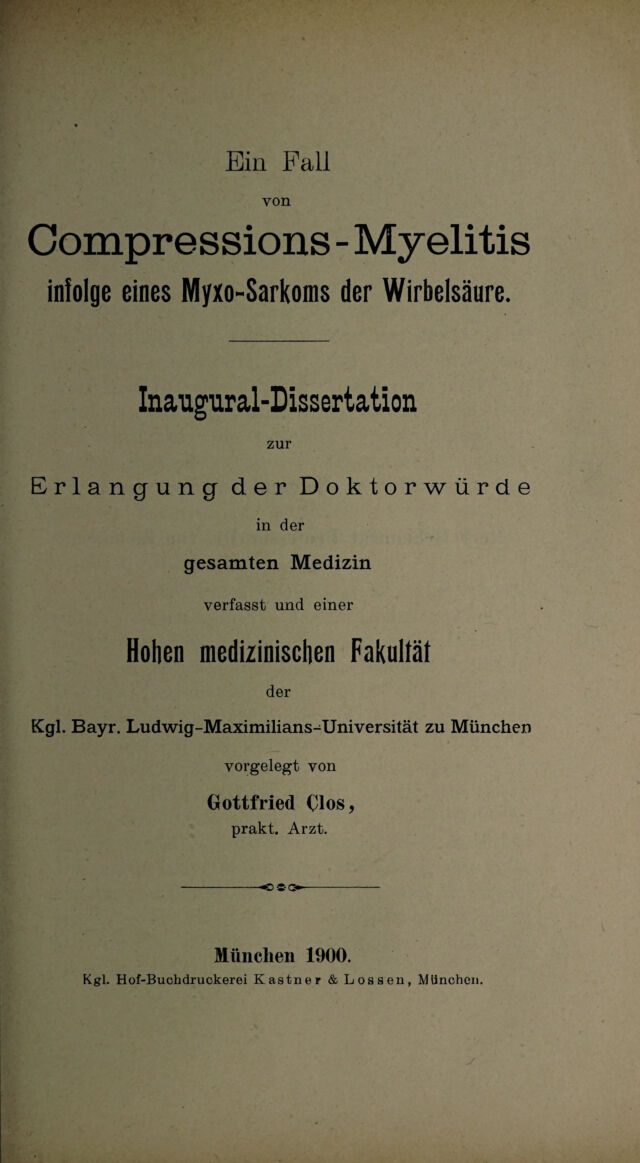 Ein Fall
von
Compressions-Myelitis
infolge eines Myxo-Sarkoms der Wirbelsäure.
Inaugural-Dissertation
zur
Erlangung der Doktorwürde
in der
gesamten Medizin
verfasst und einer
Hohen medizinischen Fakultät
der
Kgl. Bayr. Ludwig-Maximilians-Universität zu München
vorgelegt von
Gottfried Clos,
prakt. Arzt.
München 1900.
Kgl. Hof-Buchdruckerei Kastner & Lossen, München.